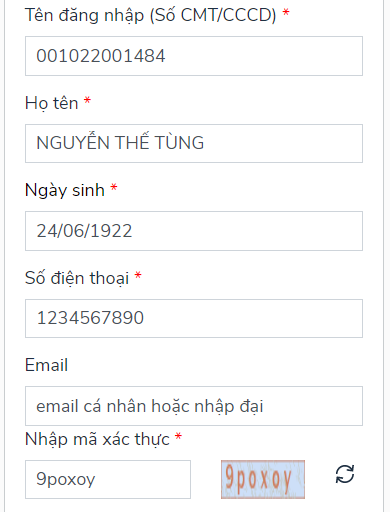 Tên đăng nhập (Số CMT/CCCD) *
001022001484
Họ tên *
NGUYỄN THẾ TÙNG
Ngày sinh *
24/06/1922
Số điện thoại *
1234567890
Email
email cá nhân hoặc nhập đại
Nhập mã xác thực *
9poxoy 9poxoy